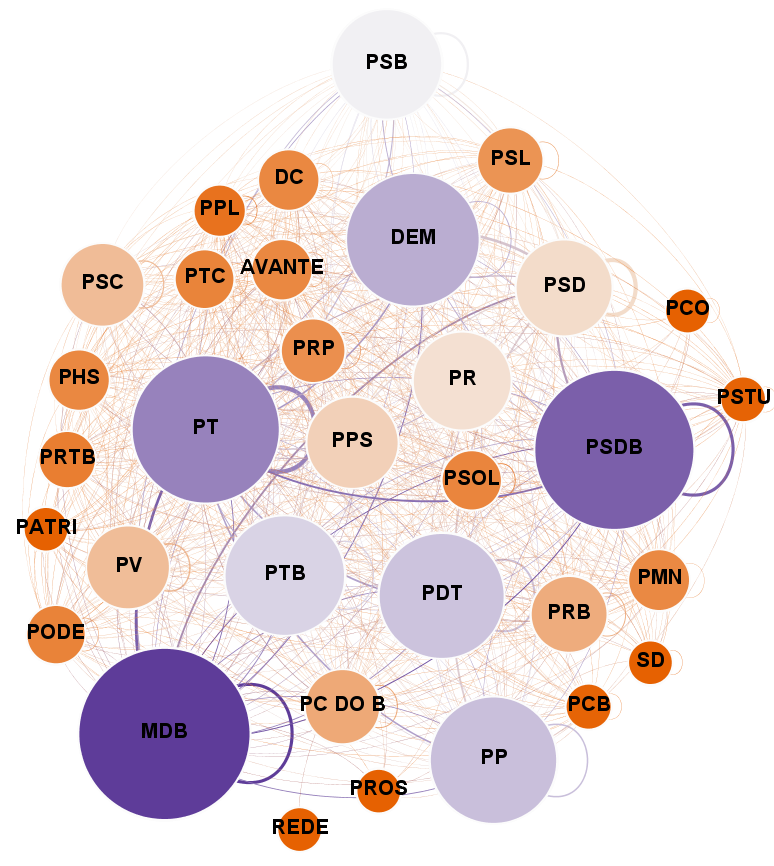 PSB
PSL
DC
PPL
DEM
AVANTE
PTC
PSC
PSD
PCO
PRP
PHS
PR
PSTU
PT
PPS
PSDB
PRTB
PSOL
PATRI
PV
PTB
PDT
PMN
PRB
PODE
SD
PC DO B
PCB
MDB
PP
PROS
REDE